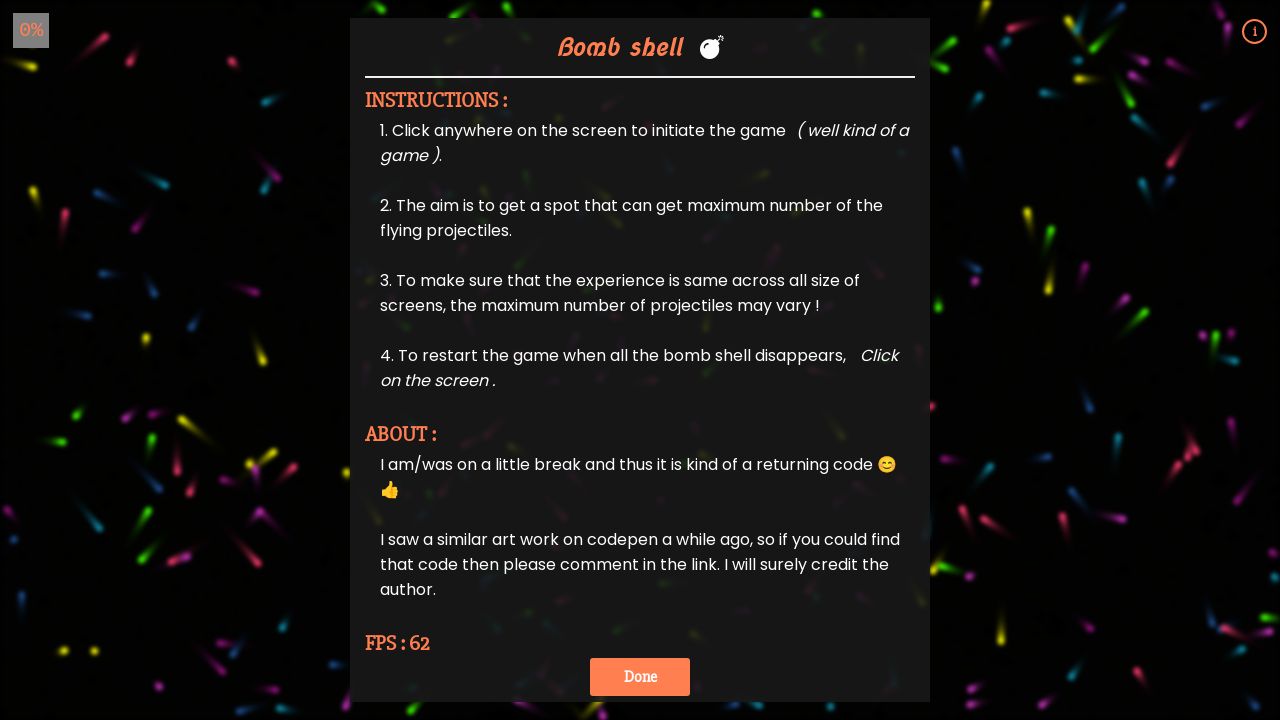 0%
i
Bomb shell 💣
INSTRUCTIONS :
1. Click anywhere on the screen to initiate the game ( well kind of a
game ).
2. The aim is to get a spot that can get maximum number of the
flying projectiles.
3. To make sure that the experience is same across all size of
screens, the maximum number of projectiles may vary !
4. To restart the game when all the bomb shell disappears, Click
on the screen .
ABOUT :
I am/was on a little break and thus it is kind of a returning code 😊
👍
I saw a similar art work on codepen a while ago, so if you could find
that code then please comment in the link. I will surely credit the
author.
FPS : 62
Done